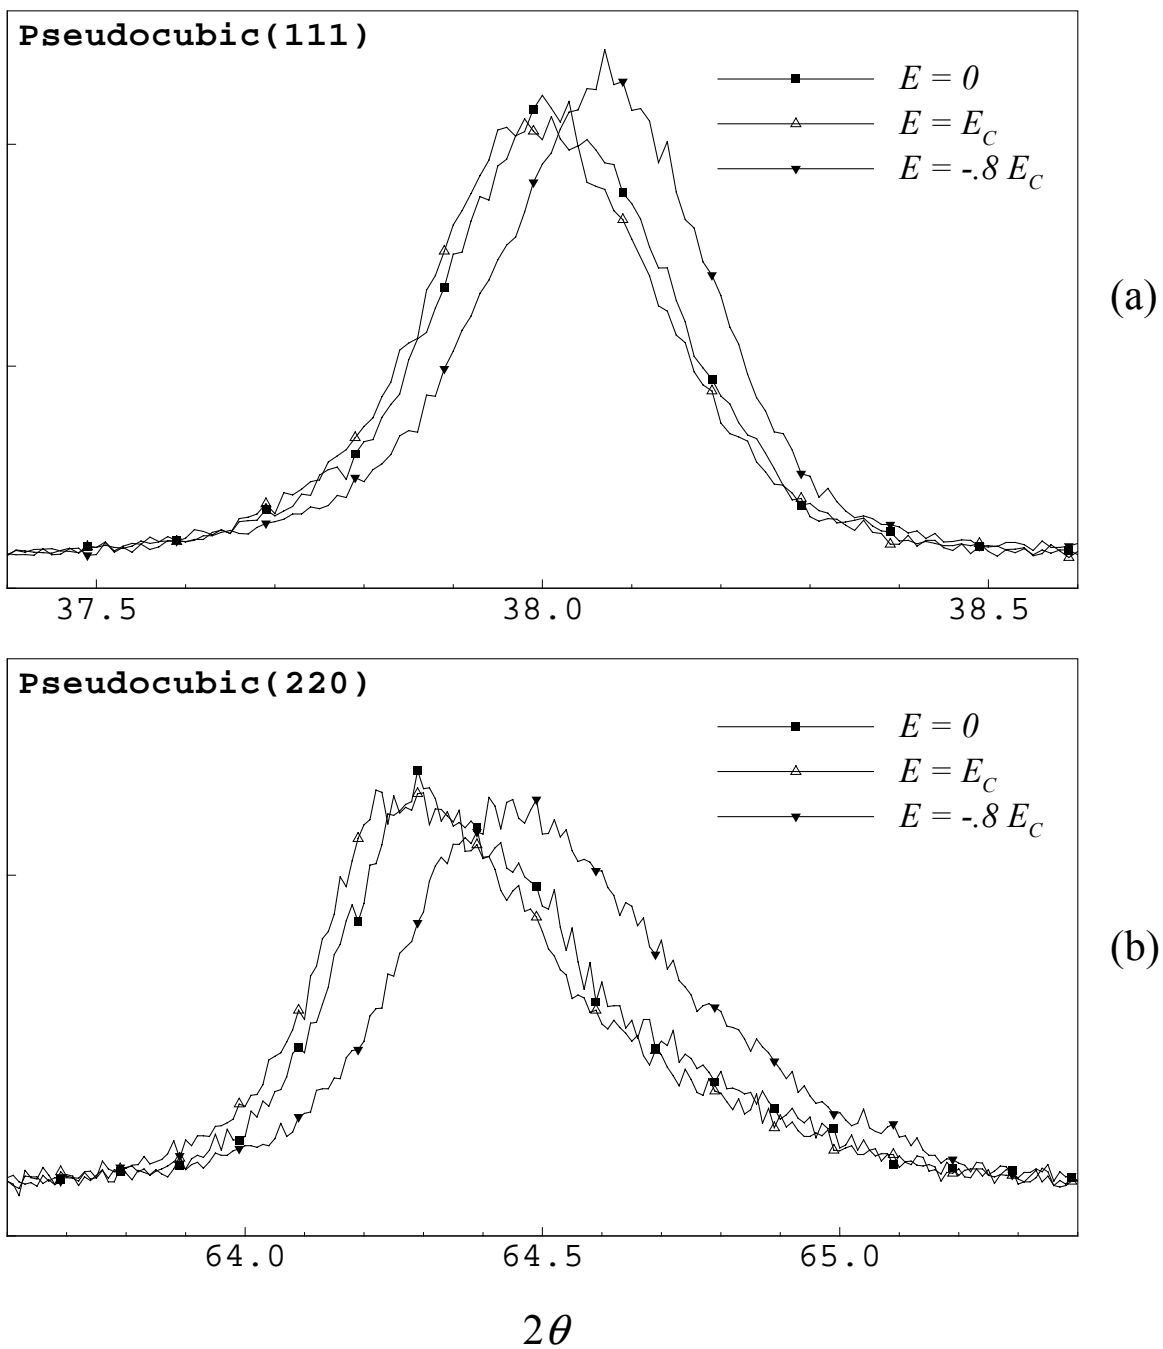 Pseudocubic(111)
E = 0
E = E_C
E = -.8 E_C
(a)
37.5 38.0 38.5
Pseudocubic(220)
E = 0
E = E_C
E = -.8 E_C
(b)
64.0 64.5 65.0
2θ